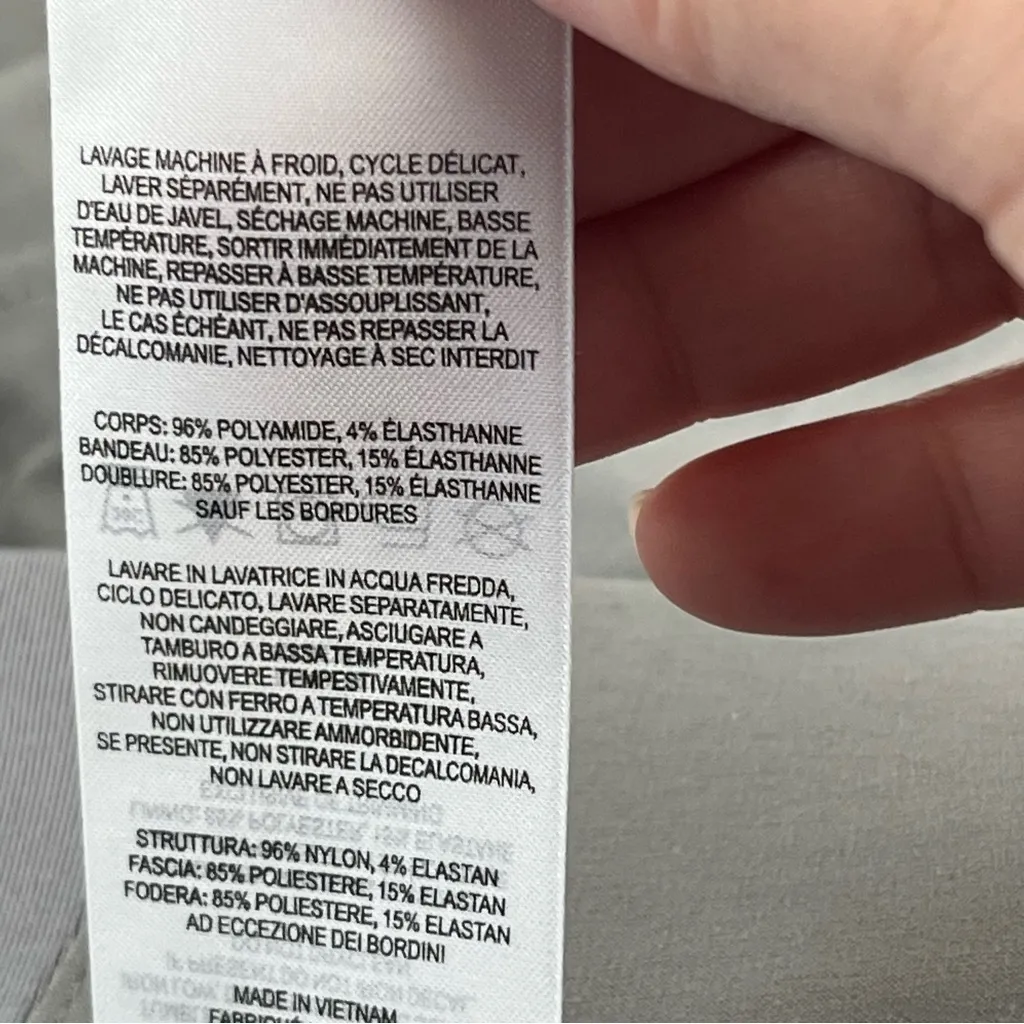 LAVAGE MACHINE À FROID, CYCLE DÉLICAT,
LAVER SÉPARÉMENT, NE PAS UTILISER
D'EAU DE JAVEL, SÉCHAGE MACHINE, BASSE
TEMPÉRATURE, SORTIR IMMÉDIATEMENT DE LA
MACHINE, REPASSER À BASSE TEMPÉRATURE,
NE PAS UTILISER D'ASSOUPLISSANT,
LE CAS ÉCHÉANT, NE PAS REPASSER LA
DÉCALCOMANIE, NETTOYAGE À SEC INTERDIT
CORPS: 96% POLYAMIDE, 4% ÉLASTHANNE
BANDEAU: 85% POLYESTER, 15% ÉLASTHANNE
DOUBLURE: 85% POLYESTER, 15% ÉLASTHANNE
SAUF LES BORDURES
LAVARE IN LAVATRICE IN ACQUA FREDDA,
CICLO DELICATO, LAVARE SEPARATAMENTE,
NON CANDEGGIARE, ASCIUGARE A
TAMBURO A BASSA TEMPERATURA,
RIMUOVERE TEMPESTIVAMENTE,
STIRARE CON FERRO A TEMPERATURA BASSA,
NON UTILIZZARE AMMORBIDENTE,
SE PRESENTE, NON STIRARE LA DECALCOMANIA,
NON LAVARE A SECCO
STRUTTURA: 96% NYLON, 4% ELASTAN
FASCIA: 85% POLIESTERE, 15% ELASTAN
FODERA: 85% POLIESTERE, 15% ELASTAN
AD ECCEZIONE DEI BORDINI
MADE IN VIETNAM